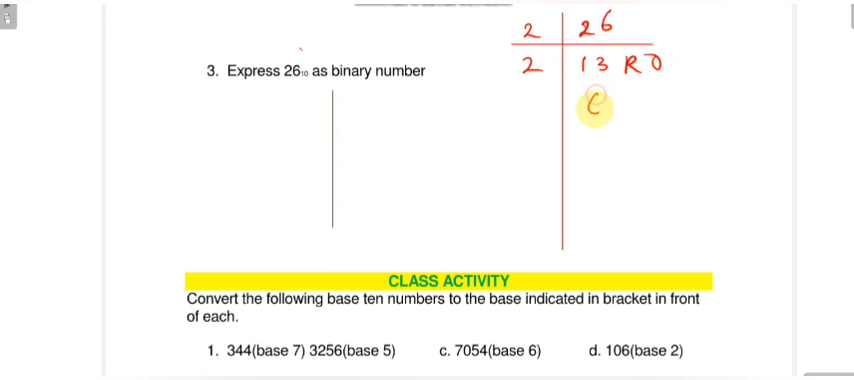 2 | 26
2 | 13 R 0
3. Express 26₁₀ as binary number
CLASS ACTIVITY
Convert the following base ten numbers to the base indicated in bracket in front
of each.
1. 344(base 7) 3256(base 5) c. 7054(base 6) d. 106(base 2)